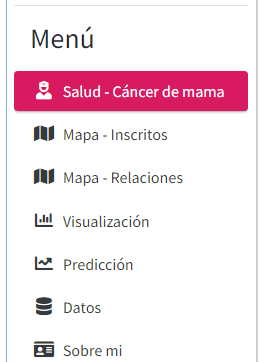 Menú
Salud - Cáncer de mama
Mapa - Inscritos
Mapa - Relaciones
Visualización
Predicción
Datos
Sobre mi